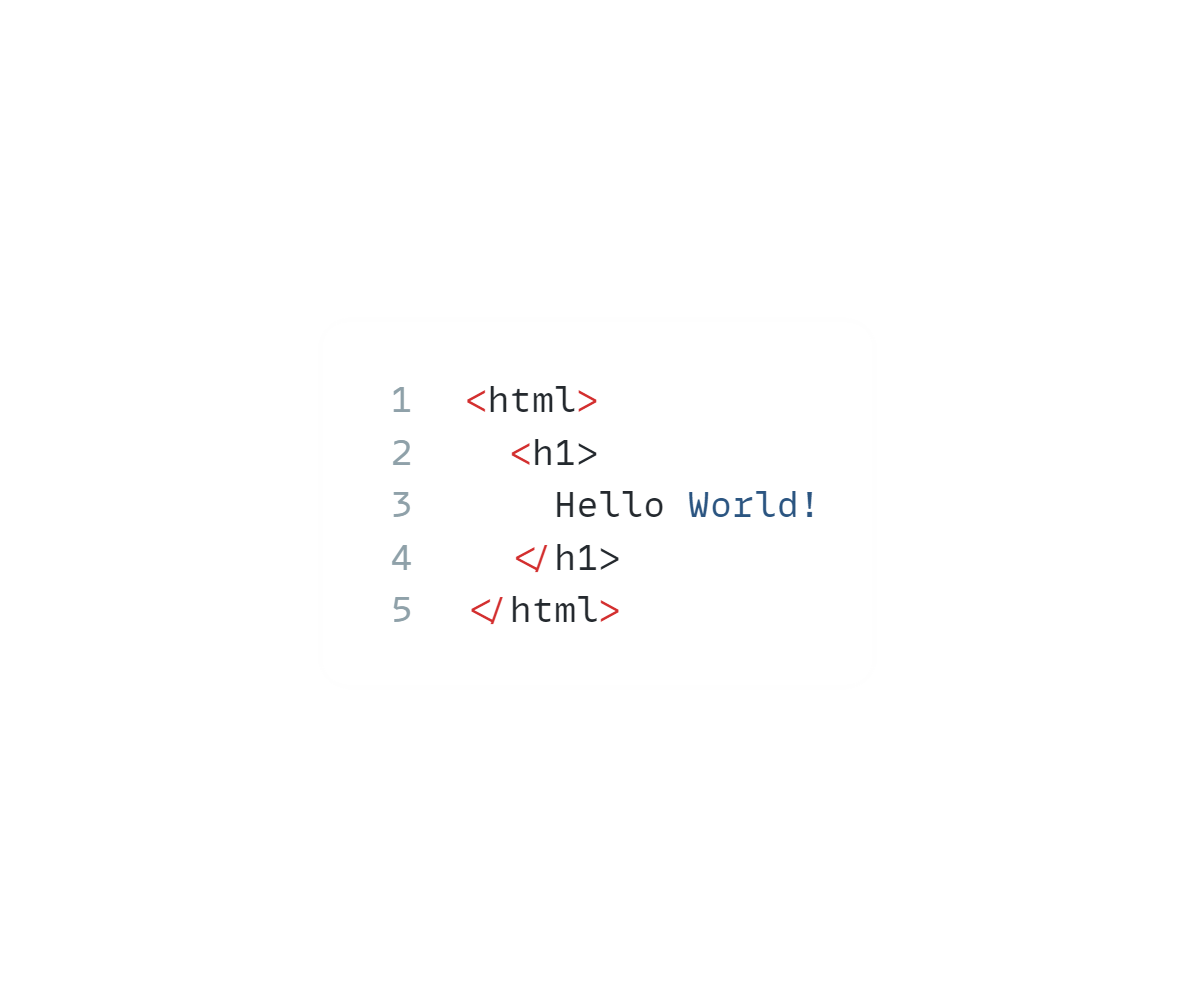 1 <html>
2   <h1>
3     Hello World!
4   </h1>
5 </html>